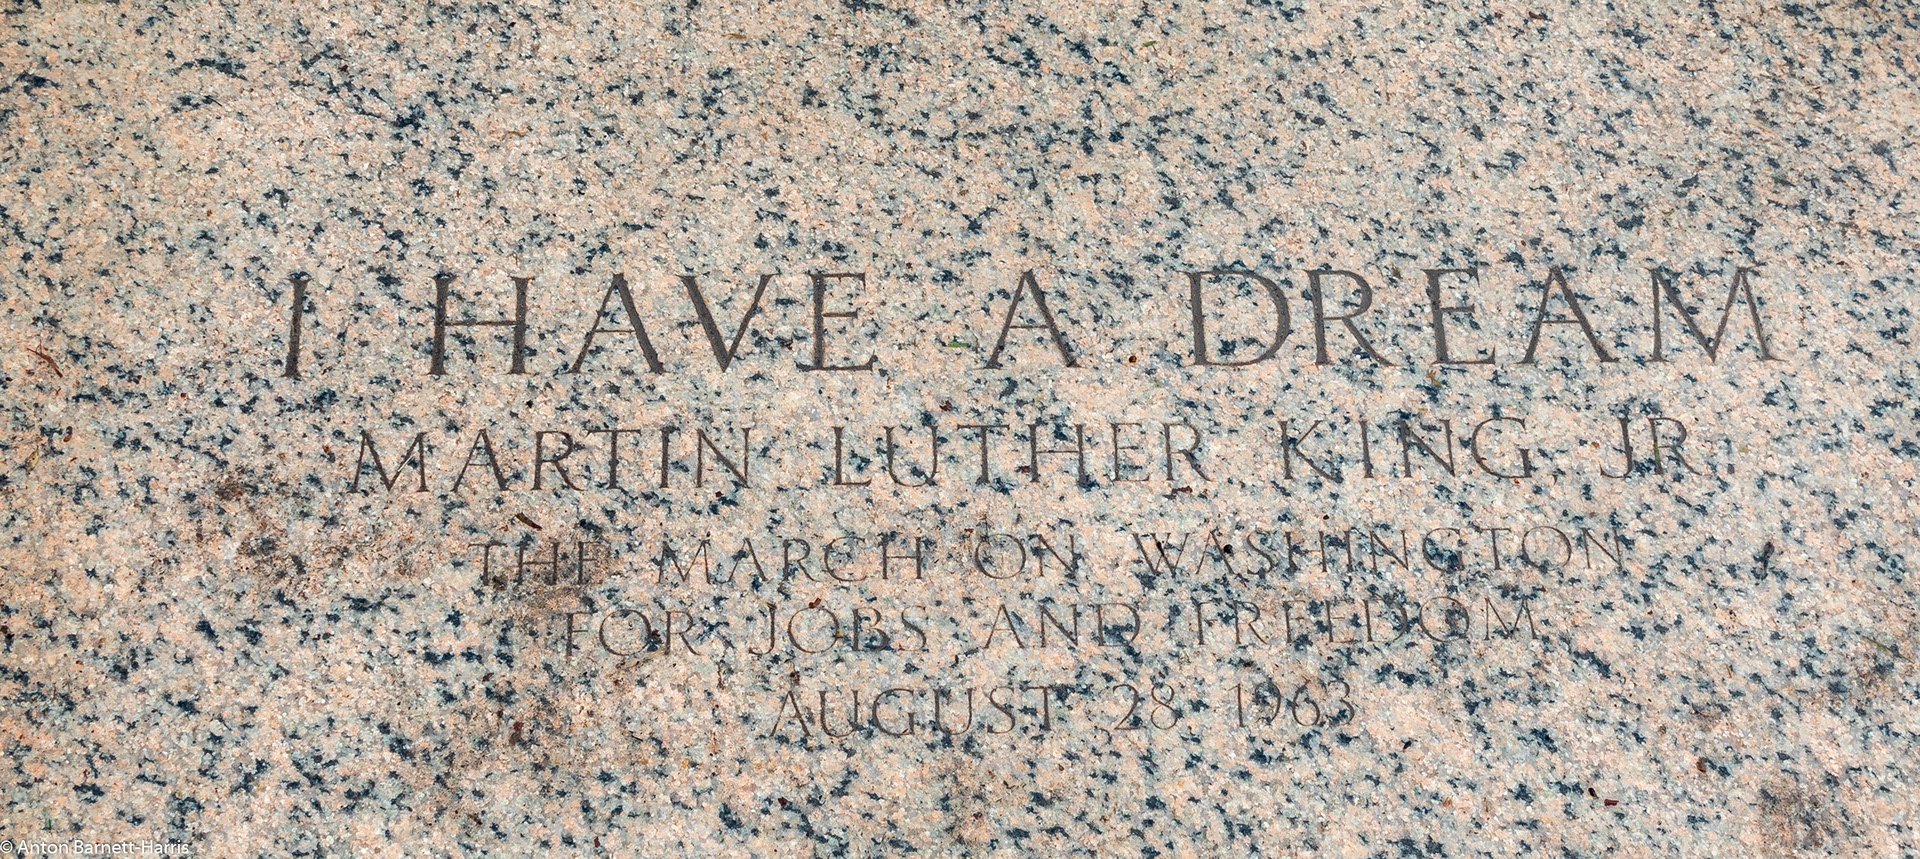 I HAVE A DREAM
MARTIN LUTHER KING, JR.
THE MARCH ON WASHINGTON
FOR JOBS AND FREEDOM
AUGUST 28 1963
© Anton Barnett-Harris